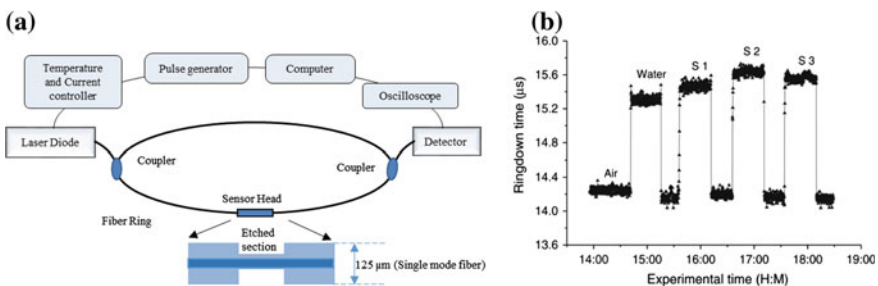 (a)
Temperature
and Current
controller
Pulse generator
Computer
Oscilloscope
Laser Diode
Detector
Coupler
Coupler
Sensor Head
Fiber Ring
Etched
section
125 µm (Single mode fiber)
(b)
Ringdown time (µs)
16.0
15.6
15.2
14.8
14.4
14.0
13.6
Air
Water
S 1
S 2
S 3
14:00
15:00
16:00
17:00
18:00
19:00
Experimental time (H:M)